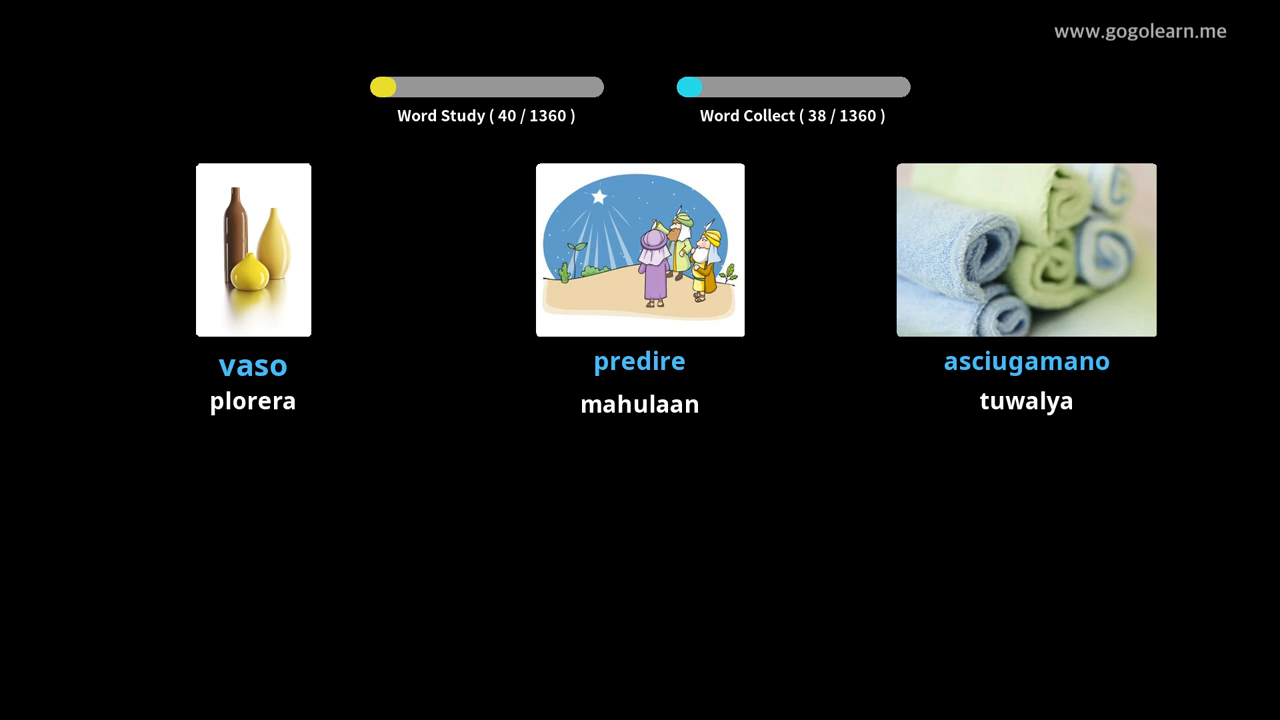 www.gogolearn.me
Word Study ( 40 / 1360 )
Word Collect ( 38 / 1360 )
vaso
predire
asciugamano
plorera
mahulaan
tuwalya